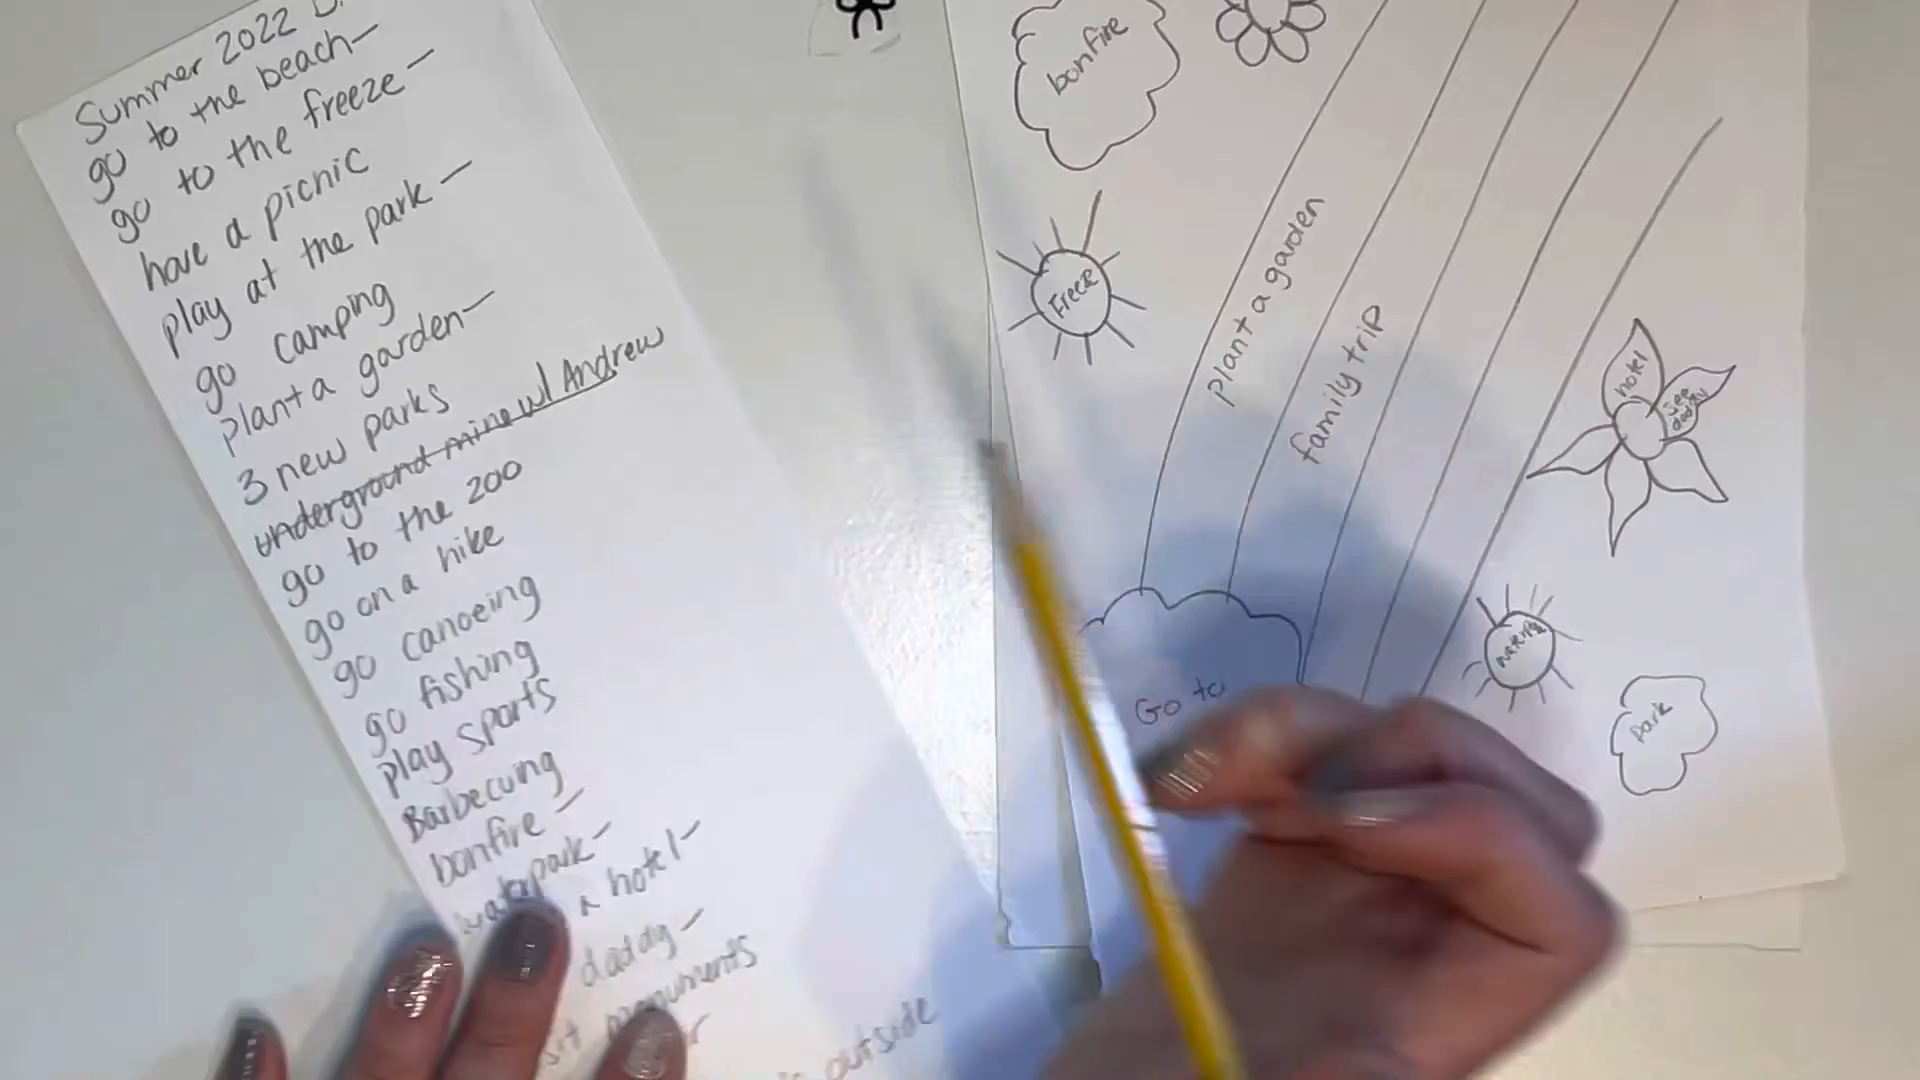 Summer 2022
go to the beach-
go to the freeze-
have a picnic
play at the park-
go camping
plant a garden-
3 new parks
underground mine w/ Andrew
go to the zoo
go on a hike
go canoeing
go fishing
play sports
Barbecuing
bonfire-
waterpark-
a hotel-
daddy-
outside
bonfire
Freeze
plant a garden
family trip
hotel
see daddy
Park
Go to